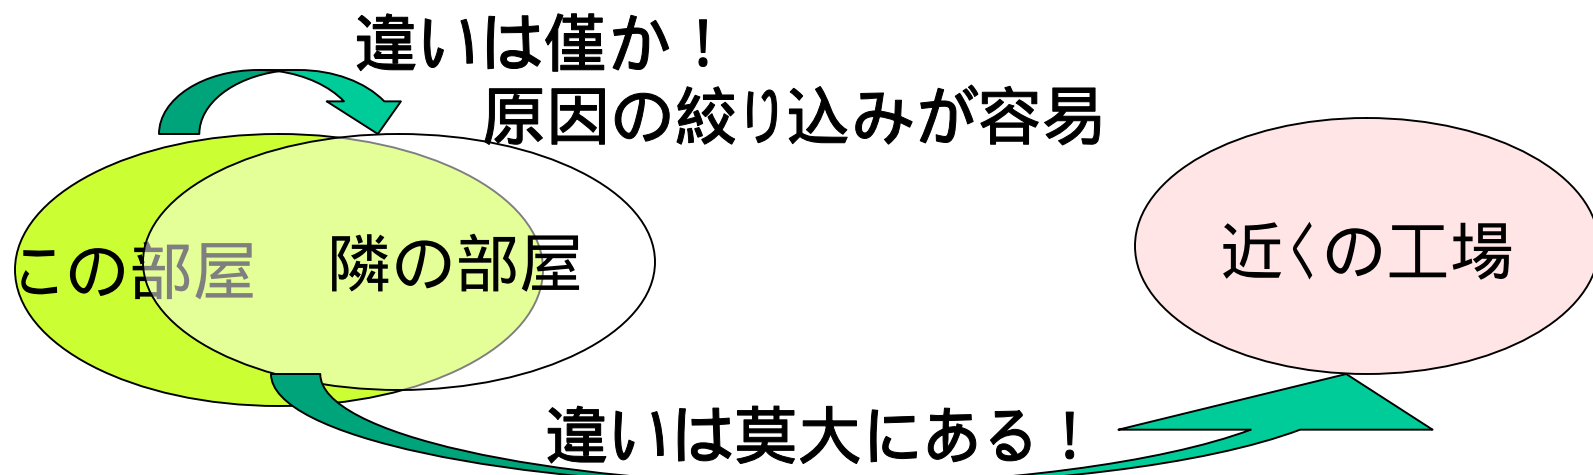 違いは僅か！
原因の絞り込みが容易
この部屋
隣の部屋
近くの工場
違いは莫大にある！